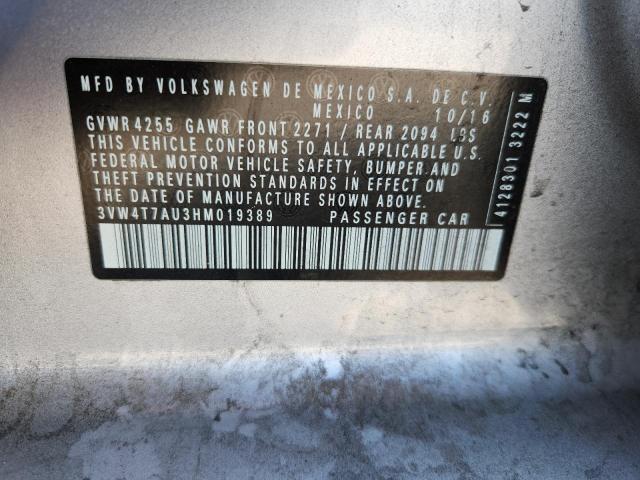 MFD BY VOLKSWAGEN DE MEXICO S.A. DE C.V.
MEXICO 10/16
GVWR 4255 GAWR FRONT 2271 / REAR 2094 LBS
THIS VEHICLE CONFORMS TO ALL APPLICABLE U.S.
FEDERAL MOTOR VEHICLE SAFETY, BUMPER AND
THEFT PREVENTION STANDARDS IN EFFECT ON
THE DATE OF MANUFACTURE SHOWN ABOVE.
3VW4T7AU3HM019389 PASSENGER CAR
4128301 3222 M